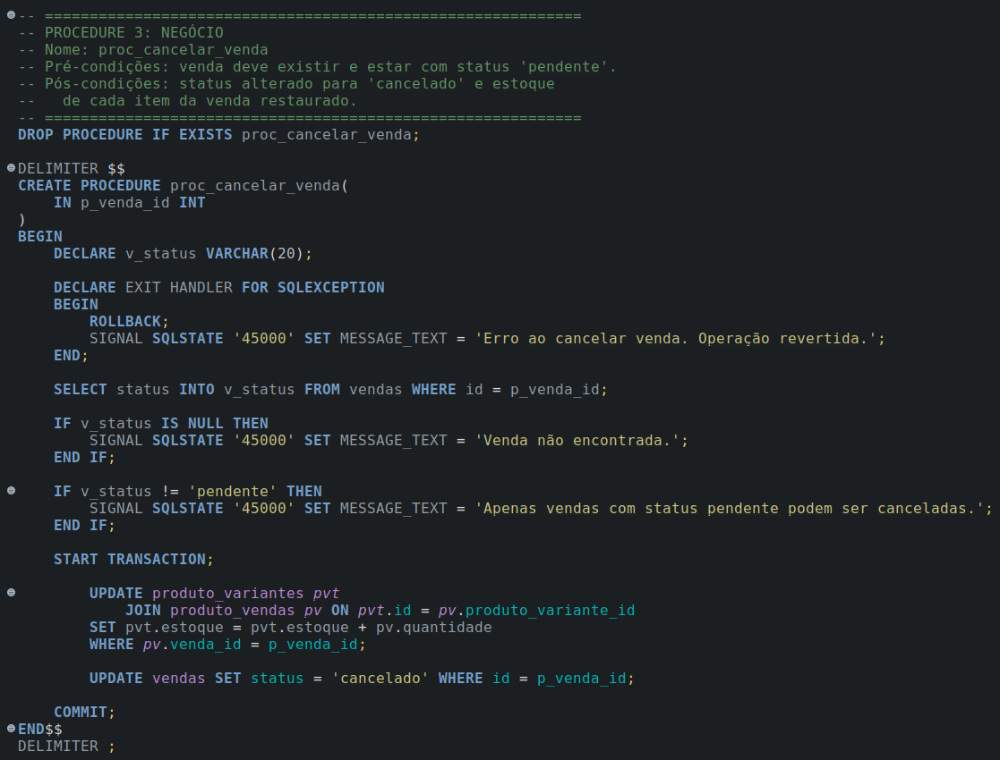 -- ============================================================
-- PROCEDURE 3: NEGÓCIO
-- Nome: proc_cancelar_venda
-- Pré-condições: venda deve existir e estar com status 'pendente'.
-- Pós-condições: status alterado para 'cancelado' e estoque
--   de cada item da venda restaurado.
-- ============================================================
DROP PROCEDURE IF EXISTS proc_cancelar_venda;

DELIMITER $$
CREATE PROCEDURE proc_cancelar_venda(
    IN p_venda_id INT
)
BEGIN
    DECLARE v_status VARCHAR(20);

    DECLARE EXIT HANDLER FOR SQLEXCEPTION
    BEGIN
        ROLLBACK;
        SIGNAL SQLSTATE '45000' SET MESSAGE_TEXT = 'Erro ao cancelar venda. Operação revertida.';
    END;

    SELECT status INTO v_status FROM vendas WHERE id = p_venda_id;

    IF v_status IS NULL THEN
        SIGNAL SQLSTATE '45000' SET MESSAGE_TEXT = 'Venda não encontrada.';
    END IF;

    IF v_status != 'pendente' THEN
        SIGNAL SQLSTATE '45000' SET MESSAGE_TEXT = 'Apenas vendas com status pendente podem ser canceladas.';
    END IF;

    START TRANSACTION;

        UPDATE produto_variantes pvt
            JOIN produto_vendas pv ON pvt.id = pv.produto_variante_id
        SET pvt.estoque = pvt.estoque + pv.quantidade
        WHERE pv.venda_id = p_venda_id;

        UPDATE vendas SET status = 'cancelado' WHERE id = p_venda_id;

    COMMIT;
END$$
DELIMITER ;